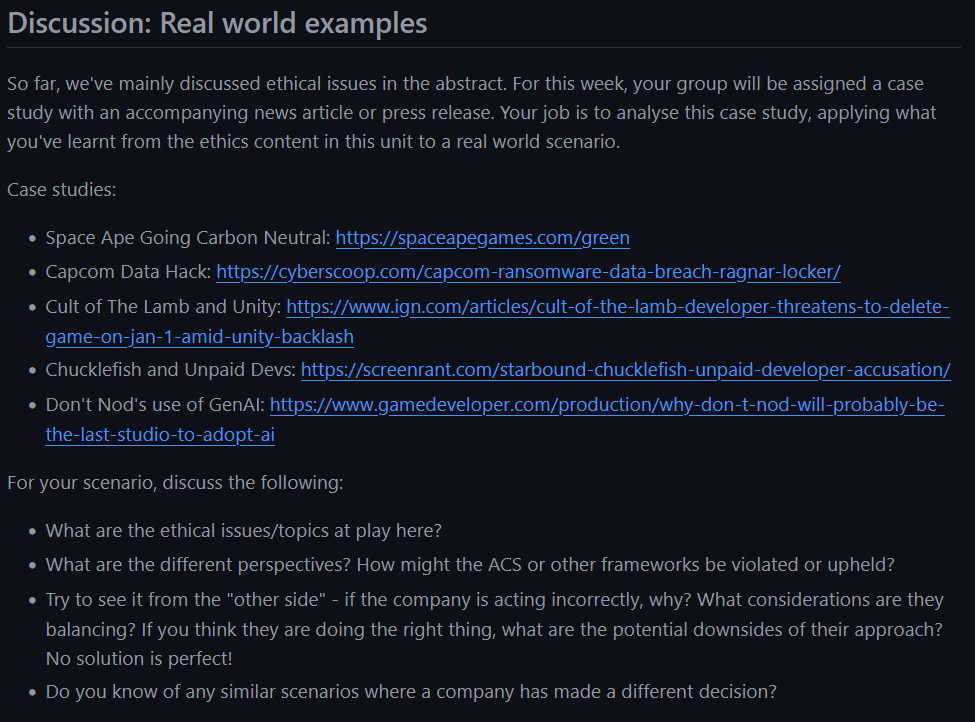 Discussion: Real world examples
So far, we've mainly discussed ethical issues in the abstract. For this week, your group will be assigned a case
study with an accompanying news article or press release. Your job is to analyse this case study, applying what
you've learnt from the ethics content in this unit to a real world scenario.
Case studies:
• Space Ape Going Carbon Neutral: https://spaceapegames.com/green
• Capcom Data Hack: https://cyberscoop.com/capcom-ransomware-data-breach-ragnar-locker/
• Cult of The Lamb and Unity: https://www.ign.com/articles/cult-of-the-lamb-developer-threatens-to-delete-
game-on-jan-1-amid-unity-backlash
• Chucklefish and Unpaid Devs: https://screenrant.com/starbound-chucklefish-unpaid-developer-accusation/
• Don't Nod's use of GenAI: https://www.gamedeveloper.com/production/why-don-t-nod-will-probably-be-
the-last-studio-to-adopt-ai
For your scenario, discuss the following:
• What are the ethical issues/topics at play here?
• What are the different perspectives? How might the ACS or other frameworks be violated or upheld?
• Try to see it from the "other side" - if the company is acting incorrectly, why? What considerations are they
balancing? If you think they are doing the right thing, what are the potential downsides of their approach?
No solution is perfect!
• Do you know of any similar scenarios where a company has made a different decision?